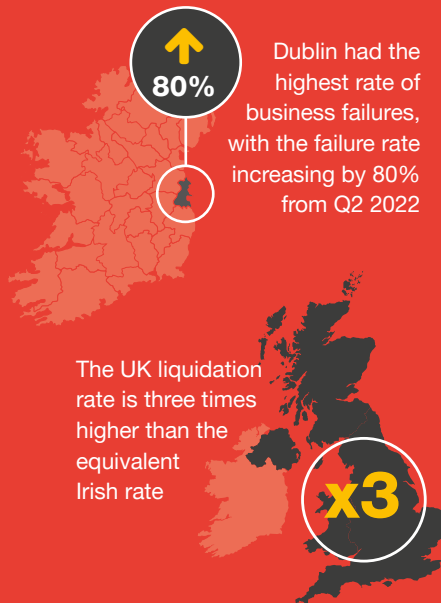 80%
Dublin had the
highest rate of
business failures,
with the failure rate
increasing by 80%
from Q2 2022
The UK liquidation
rate is three times
higher than the
equivalent
Irish rate
x3